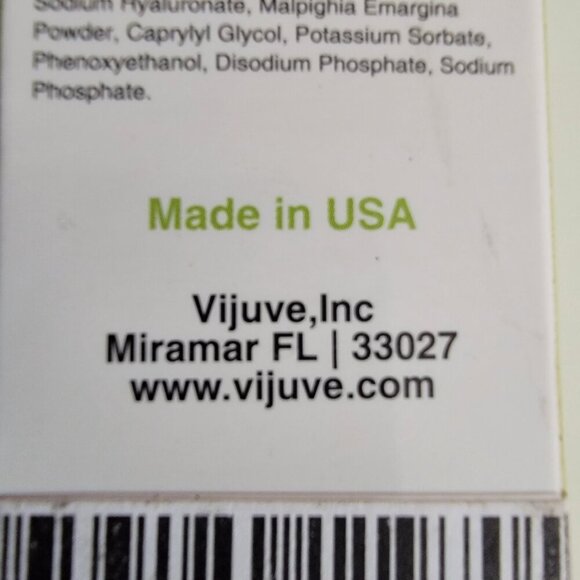 Sodium Hyaluronate, Malpighia Emargina
Powder, Caprylyl Glycol, Potassium Sorbate,
Phenoxyethanol, Disodium Phosphate, Sodium
Phosphate.
Made in USA
Vijuve,Inc
Miramar FL | 33027
www.vijuve.com